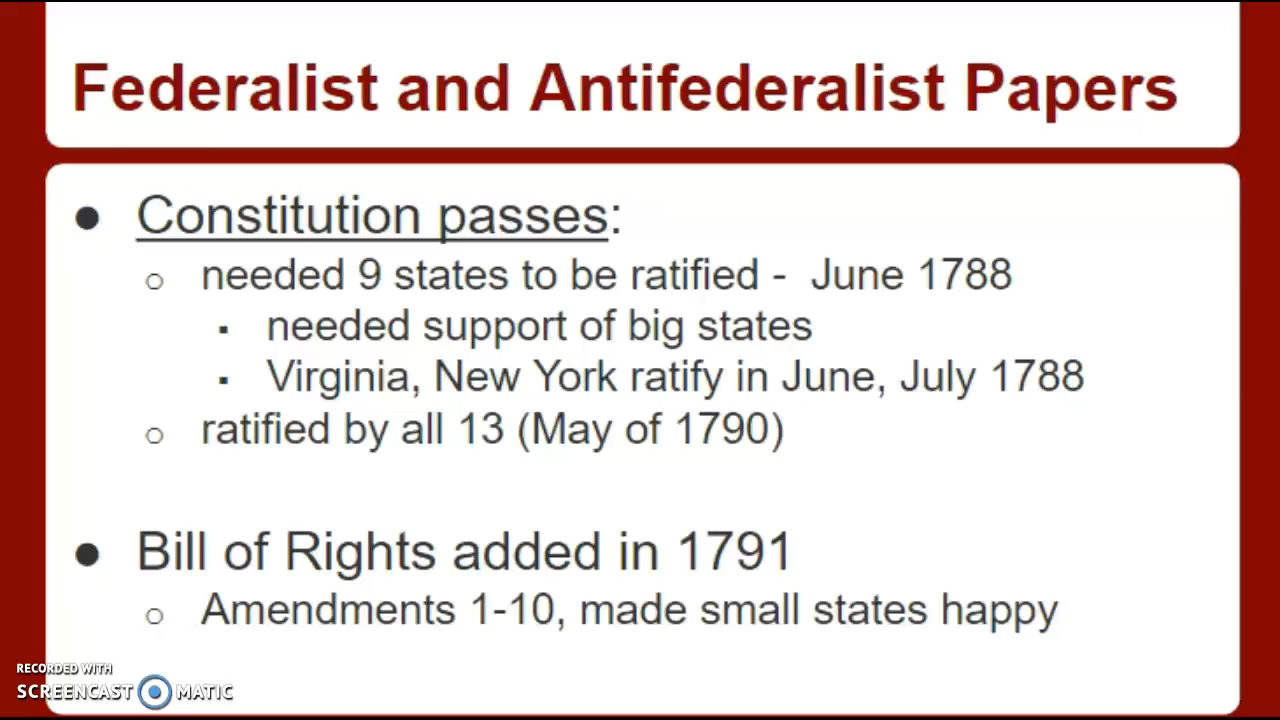 Federalist and Antifederalist Papers
● Constitution passes:
○ needed 9 states to be ratified - June 1788
▪ needed support of big states
▪ Virginia, New York ratify in June, July 1788
○ ratified by all 13 (May of 1790)
● Bill of Rights added in 1791
○ Amendments 1-10, made small states happy
RECORDED WITH
SCREENCAST MATIC